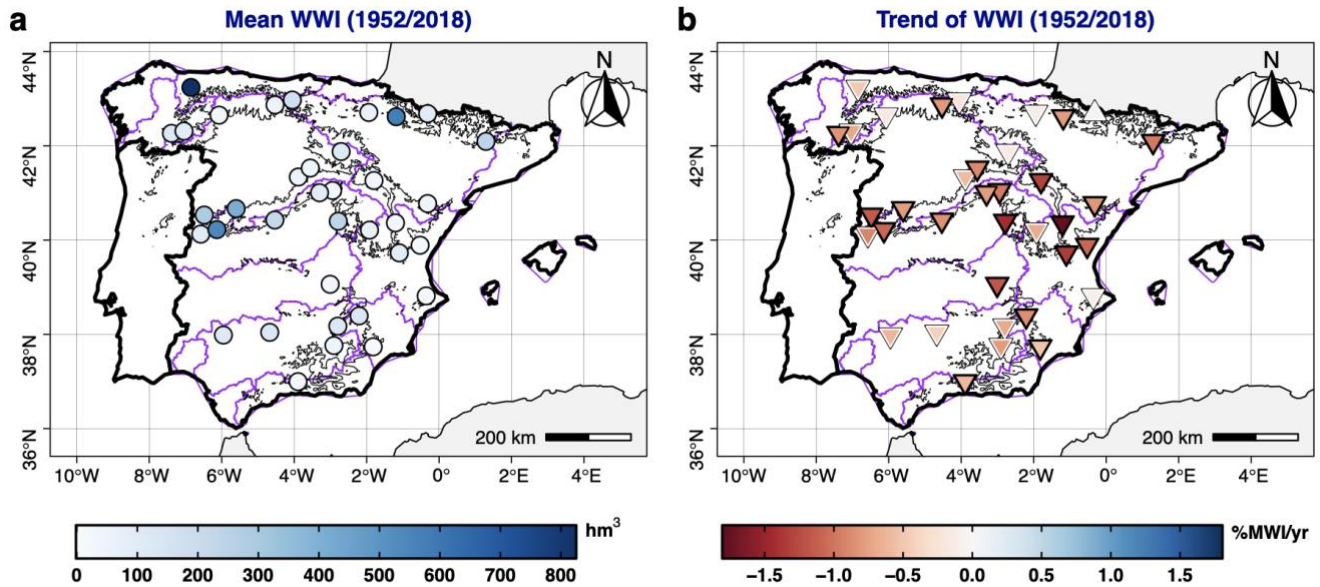 a
Mean WWI (1952/2018)
44°N
42°N
40°N
38°N
36°N
N
200 km
10°W 8°W 6°W 4°W 2°W 0° 2°E 4°E
0 100 200 300 400 500 600 700 800
hm³
b
Trend of WWI (1952/2018)
44°N
42°N
40°N
38°N
36°N
N
200 km
10°W 8°W 6°W 4°W 2°W 0° 2°E 4°E
−1.5 −1.0 −0.5 0.0 0.5 1.0 1.5
%MWI/yr